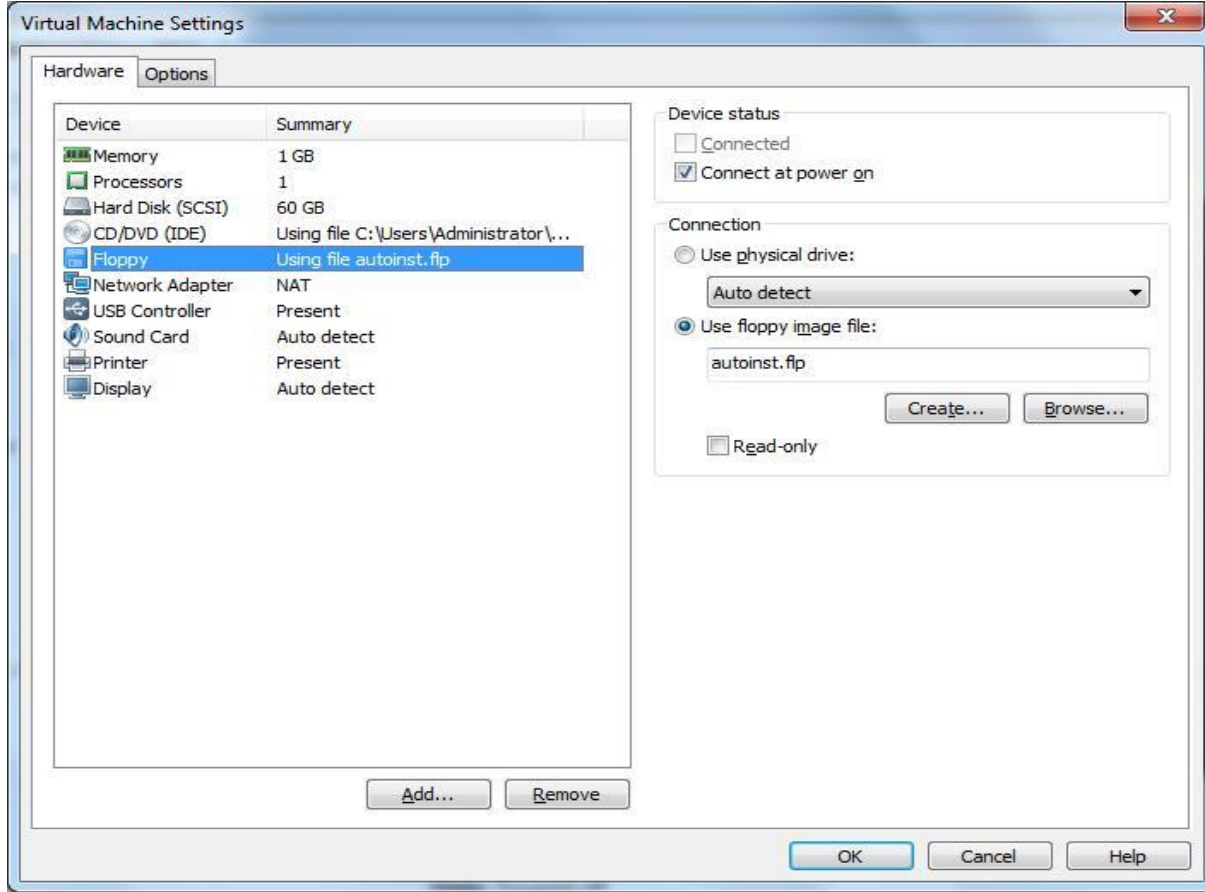 Virtual Machine Settings
Hardware Options
Device Summary
Memory 1 GB
Processors 1
Hard Disk (SCSI) 60 GB
CD/DVD (IDE) Using file C:\Users\Administrator\...
Floppy Using file autoinst.flp
Network Adapter NAT
USB Controller Present
Sound Card Auto detect
Printer Present
Display Auto detect
Add... Remove
Device status
Connected
Connect at power on
Connection
Use physical drive:
Auto detect
Use floppy image file:
autoinst.flp
Create... Browse...
Read-only
OK Cancel Help